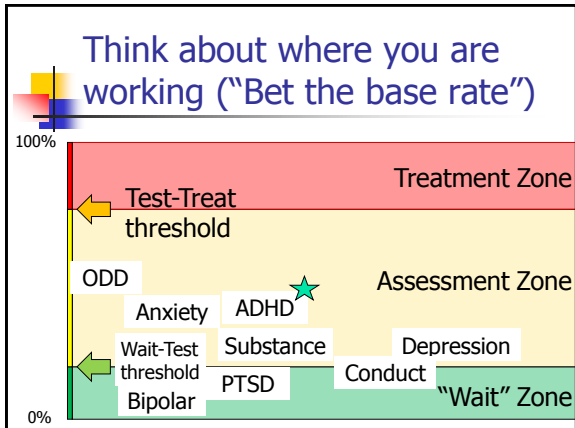 Think about where you are
working (“Bet the base rate”)
100%
Treatment Zone
Test-Treat
threshold
ODD
Assessment Zone
Anxiety
ADHD
Wait-Test
threshold
Substance
Depression
PTSD
Conduct
Bipolar
“Wait” Zone
0%